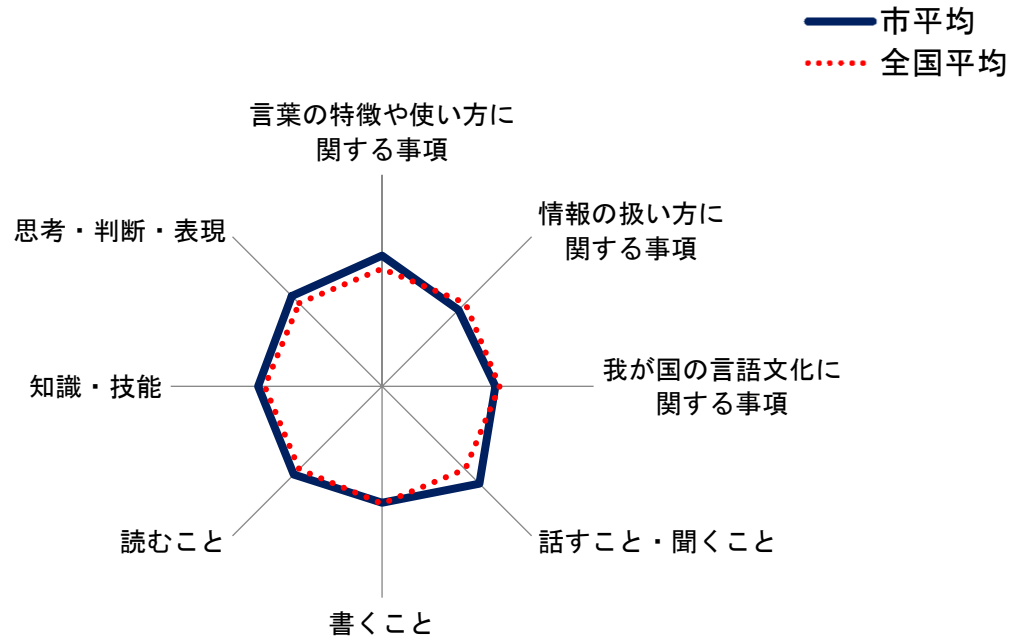 市平均
全国平均
言葉の特徴や使い方に
関する事項
情報の扱い方に
関する事項
我が国の言語文化に
関する事項
話すこと・聞くこと
書くこと
読むこと
知識・技能
思考・判断・表現